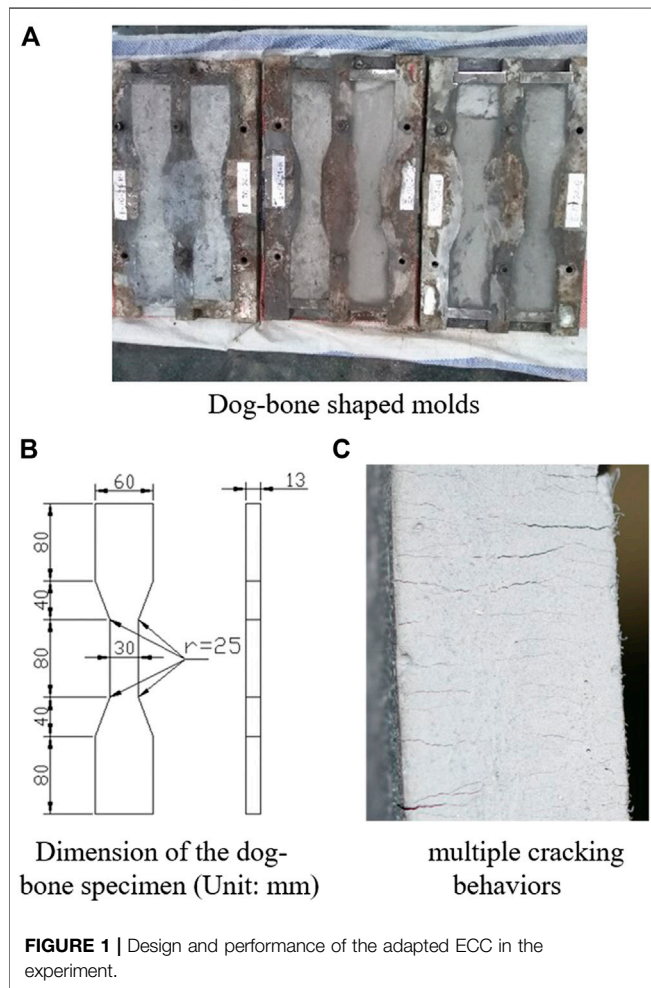 A
Dog-bone shaped molds
B
C
60
13
80
40
80
40
80
30
r=25
Dimension of the dog-
bone specimen (Unit: mm)
multiple cracking
behaviors
FIGURE 1 | Design and performance of the adapted ECC in the
experiment.